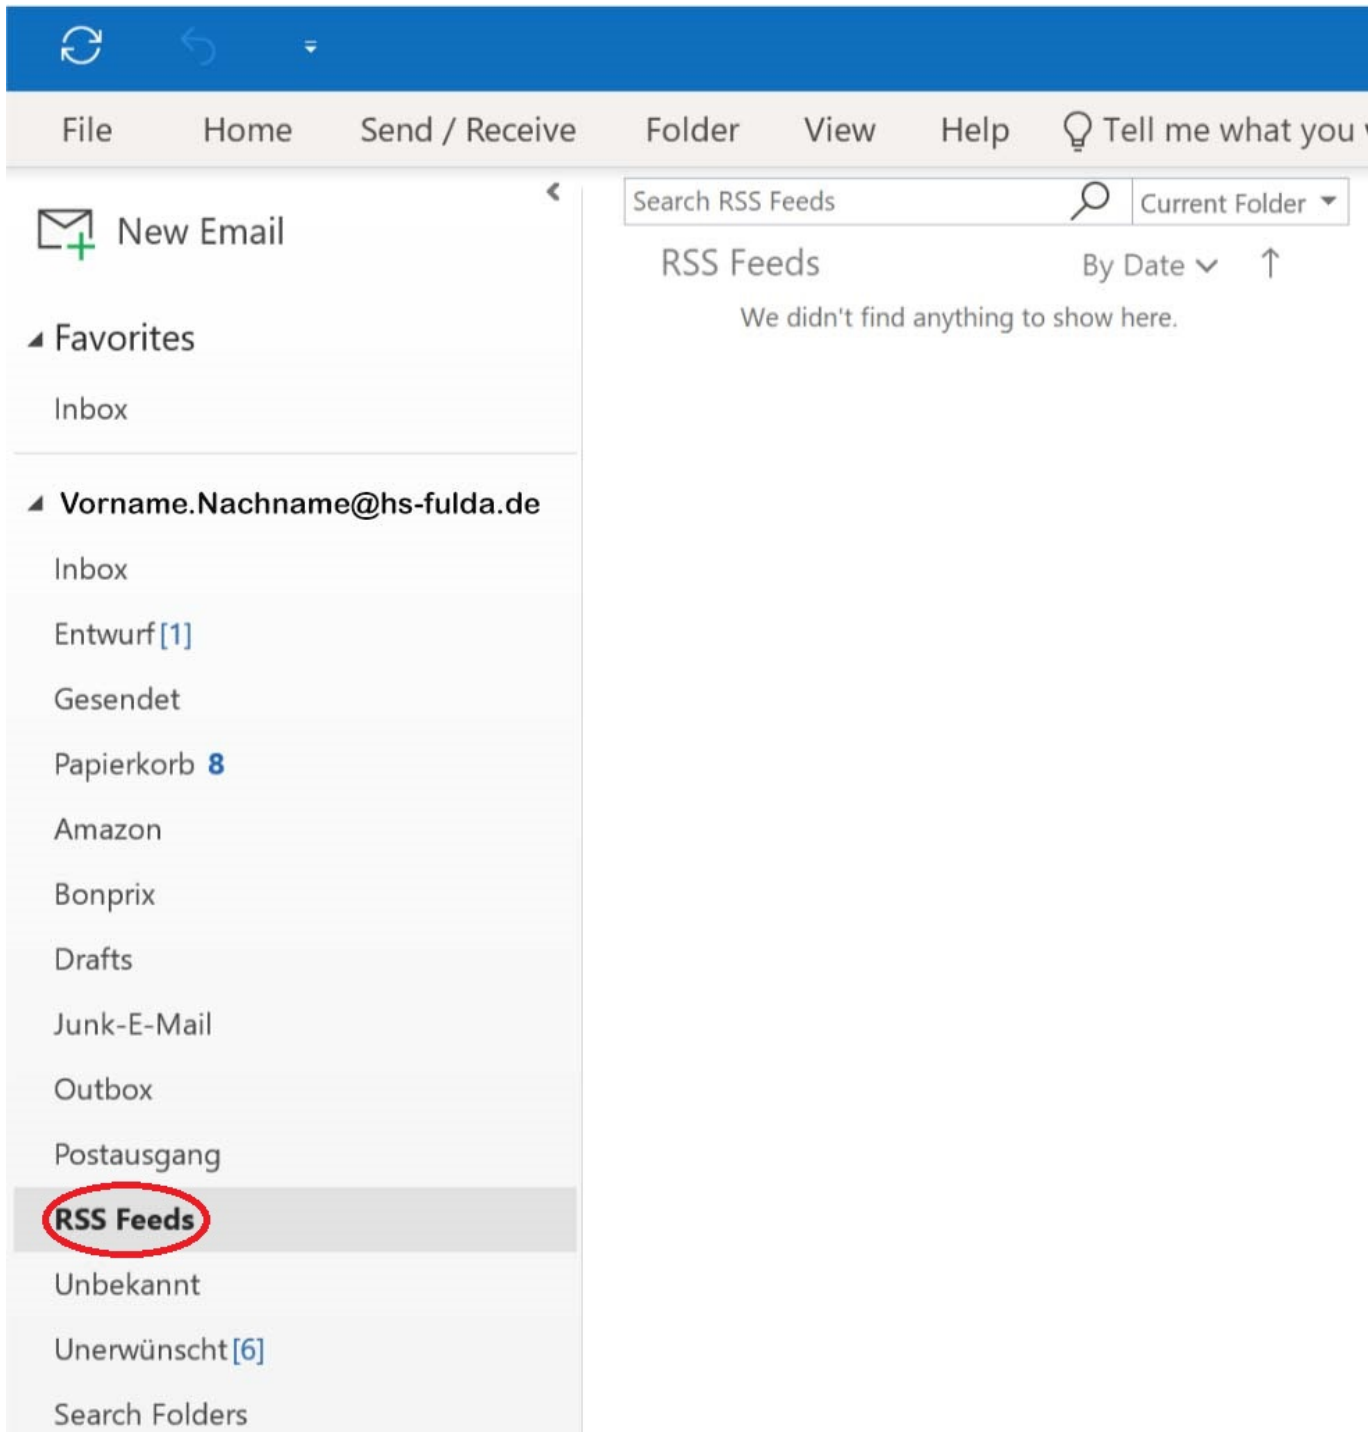 File Home Send / Receive Folder View Help Tell me what you
New Email
Favorites
Inbox
Vorname.Nachname@hs-fulda.de
Inbox
Entwurf [1]
Gesendet
Papierkorb 8
Amazon
Bonprix
Drafts
Junk-E-Mail
Outbox
Postausgang
RSS Feeds
Unbekannt
Unerwünscht [6]
Search Folders
Search RSS Feeds Current Folder
RSS Feeds By Date
We didn't find anything to show here.